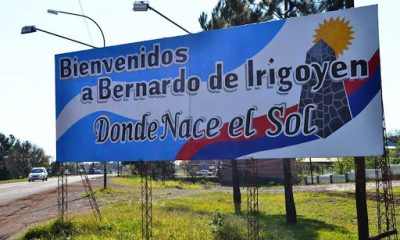 Bienvenidos
a Bernardo de Irigoyen
Donde Nace el Sol